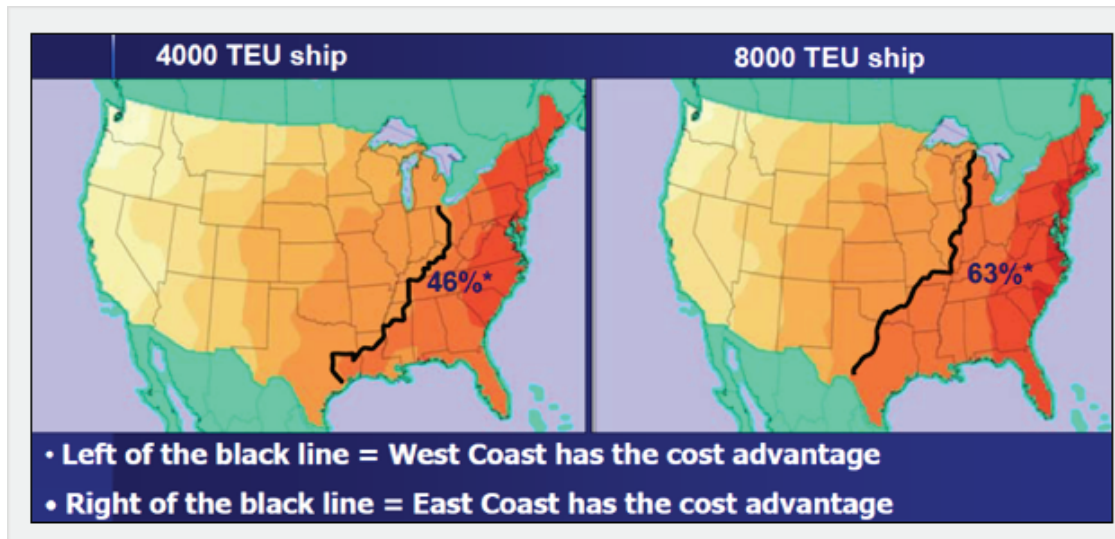 4000 TEU ship
8000 TEU ship
46%*
63%*
• Left of the black line = West Coast has the cost advantage
• Right of the black line = East Coast has the cost advantage